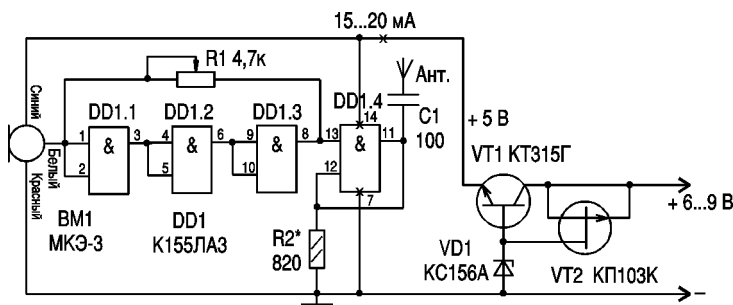 15...20 мА
R1 4,7к
Ант.
Синий
DD1.1
DD1.2
DD1.3
DD1.4
14
C1
100
+ 5 В
1
2
&
3
4
5
&
6
9
10
&
8
13
12
&
11
7
Белый
Красный
VT1 КТ315Г
+ 6...9 В
BM1
МКЭ-3
DD1
К155ЛА3
R2*
820
VD1
КС156А
VT2 КП103К
–